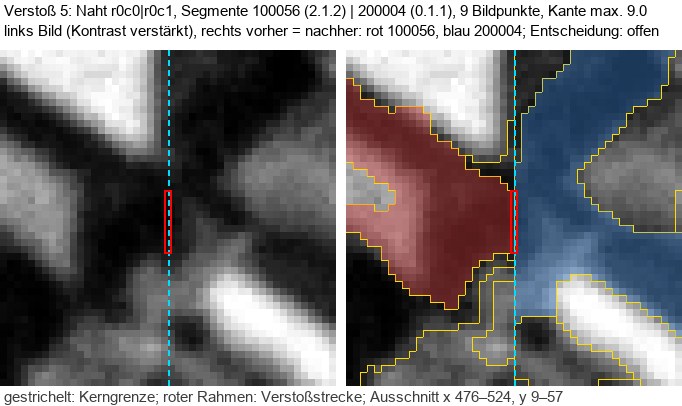 Verstoß 5: Naht r0c0|r0c1, Segmente 100056 (2.1.2) | 200004 (0.1.1), 9 Bildpunkte, Kante max. 9.0
links Bild (Kontrast verstärkt), rechts vorher = nachher: rot 100056, blau 200004; Entscheidung: offen
gestrichelt: Kerngrenze; roter Rahmen: Verstoßstrecke; Ausschnitt x 476–524, y 9–57